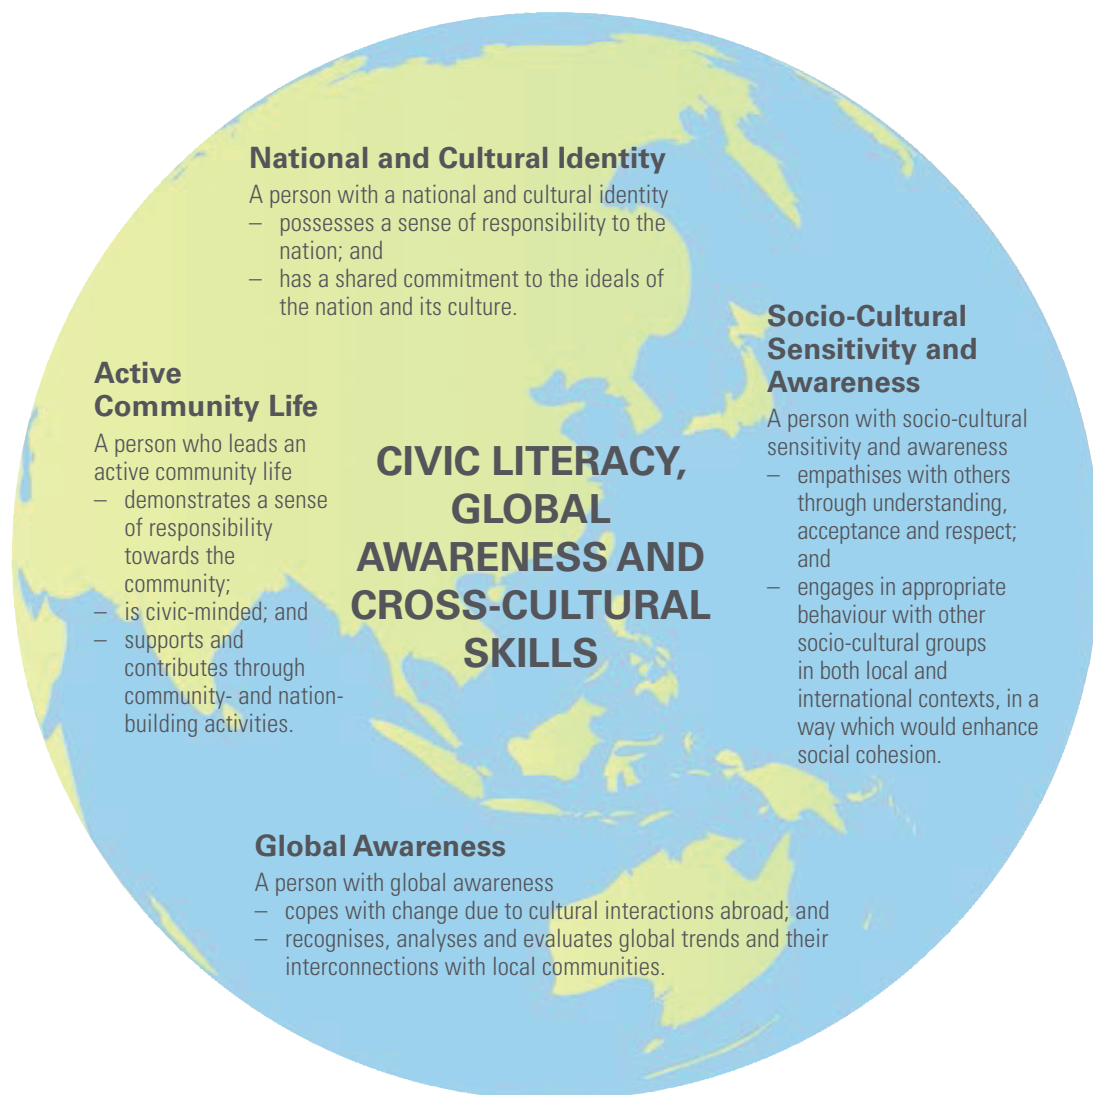 National and Cultural Identity
A person with a national and cultural identity
– possesses a sense of responsibility to the
nation; and
– has a shared commitment to the ideals of
the nation and its culture.
Active
Community Life
A person who leads an
active community life
– demonstrates a sense
of responsibility
towards the
community;
– is civic-minded; and
– supports and
contributes through
community- and nation-
building activities.
CIVIC LITERACY,
GLOBAL
AWARENESS AND
CROSS-CULTURAL
SKILLS
Socio-Cultural
Sensitivity and
Awareness
A person with socio-cultural
sensitivity and awareness
– empathises with others
through understanding,
acceptance and respect;
and
– engages in appropriate
behaviour with other
socio-cultural groups
in both local and
international contexts, in a
way which would enhance
social cohesion.
Global Awareness
A person with global awareness
– copes with change due to cultural interactions abroad; and
– recognises, analyses and evaluates global trends and their
interconnections with local communities.